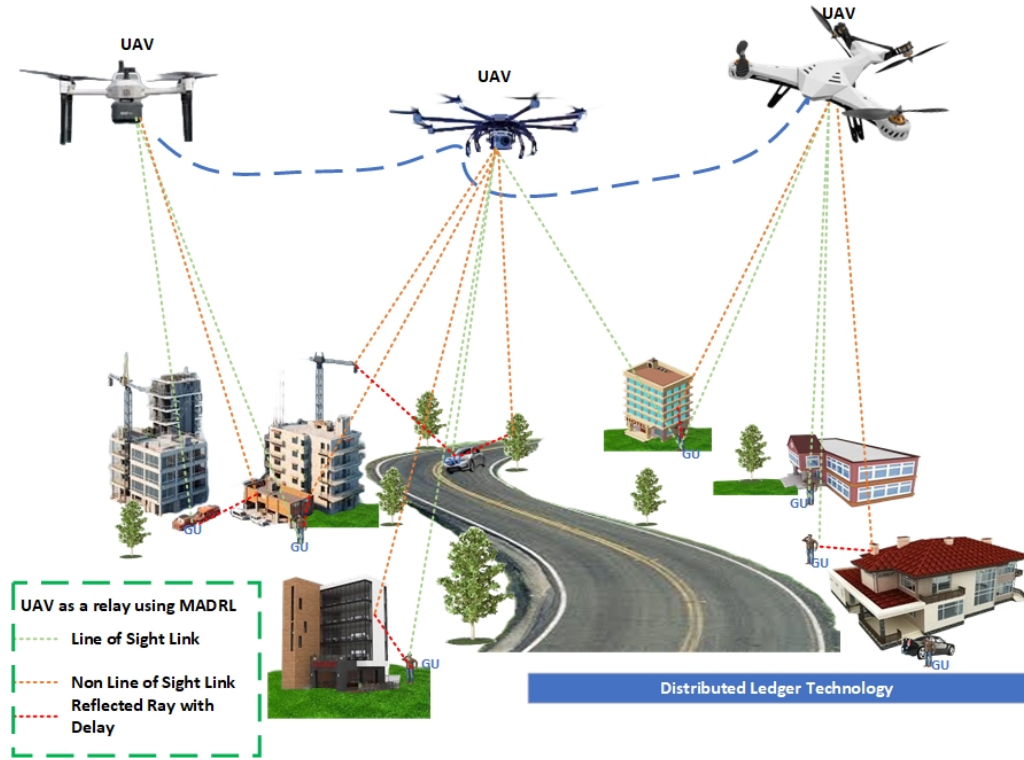 UAV
UAV
UAV
GU
GU
GU
GU
GU
GU
GU
UAV as a relay using MADRL
Line of Sight Link
Non Line of Sight Link
Reflected Ray with
Delay
Distributed Ledger Technology